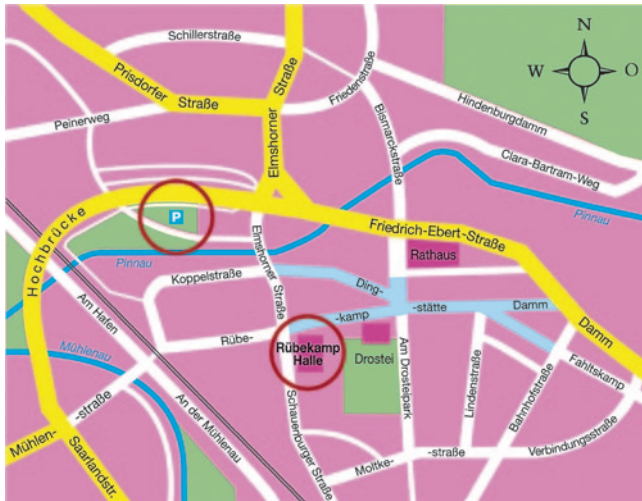 Schillerstraße
Prisdorfer
Straße
Peinerweg
Elmshorner
Straße
Friedenstraße
Bismarckstraße
Hindenburgdamm
N
W
O
S
Clara-Bartram-Weg
Pinnau
P
Hochbrücke
Friedrich-Ebert-Straße
Rathaus
Pinnau
Elmshorner Straße
Koppelstraße
Ding-
-stätte
Damm
Am Hafen
Rübe-
-kamp
Mühlenau
Rübekamp
Halle
Drostei
Am Drosteipark
Lindenstraße
Bahnhofstraße
Damm
Fahltskamp
Mühlen-
-straße
Saarlandstr.
An der Mühlenau
Schauenburger Straße
Moltke-
-straße
Verbindungsstraße